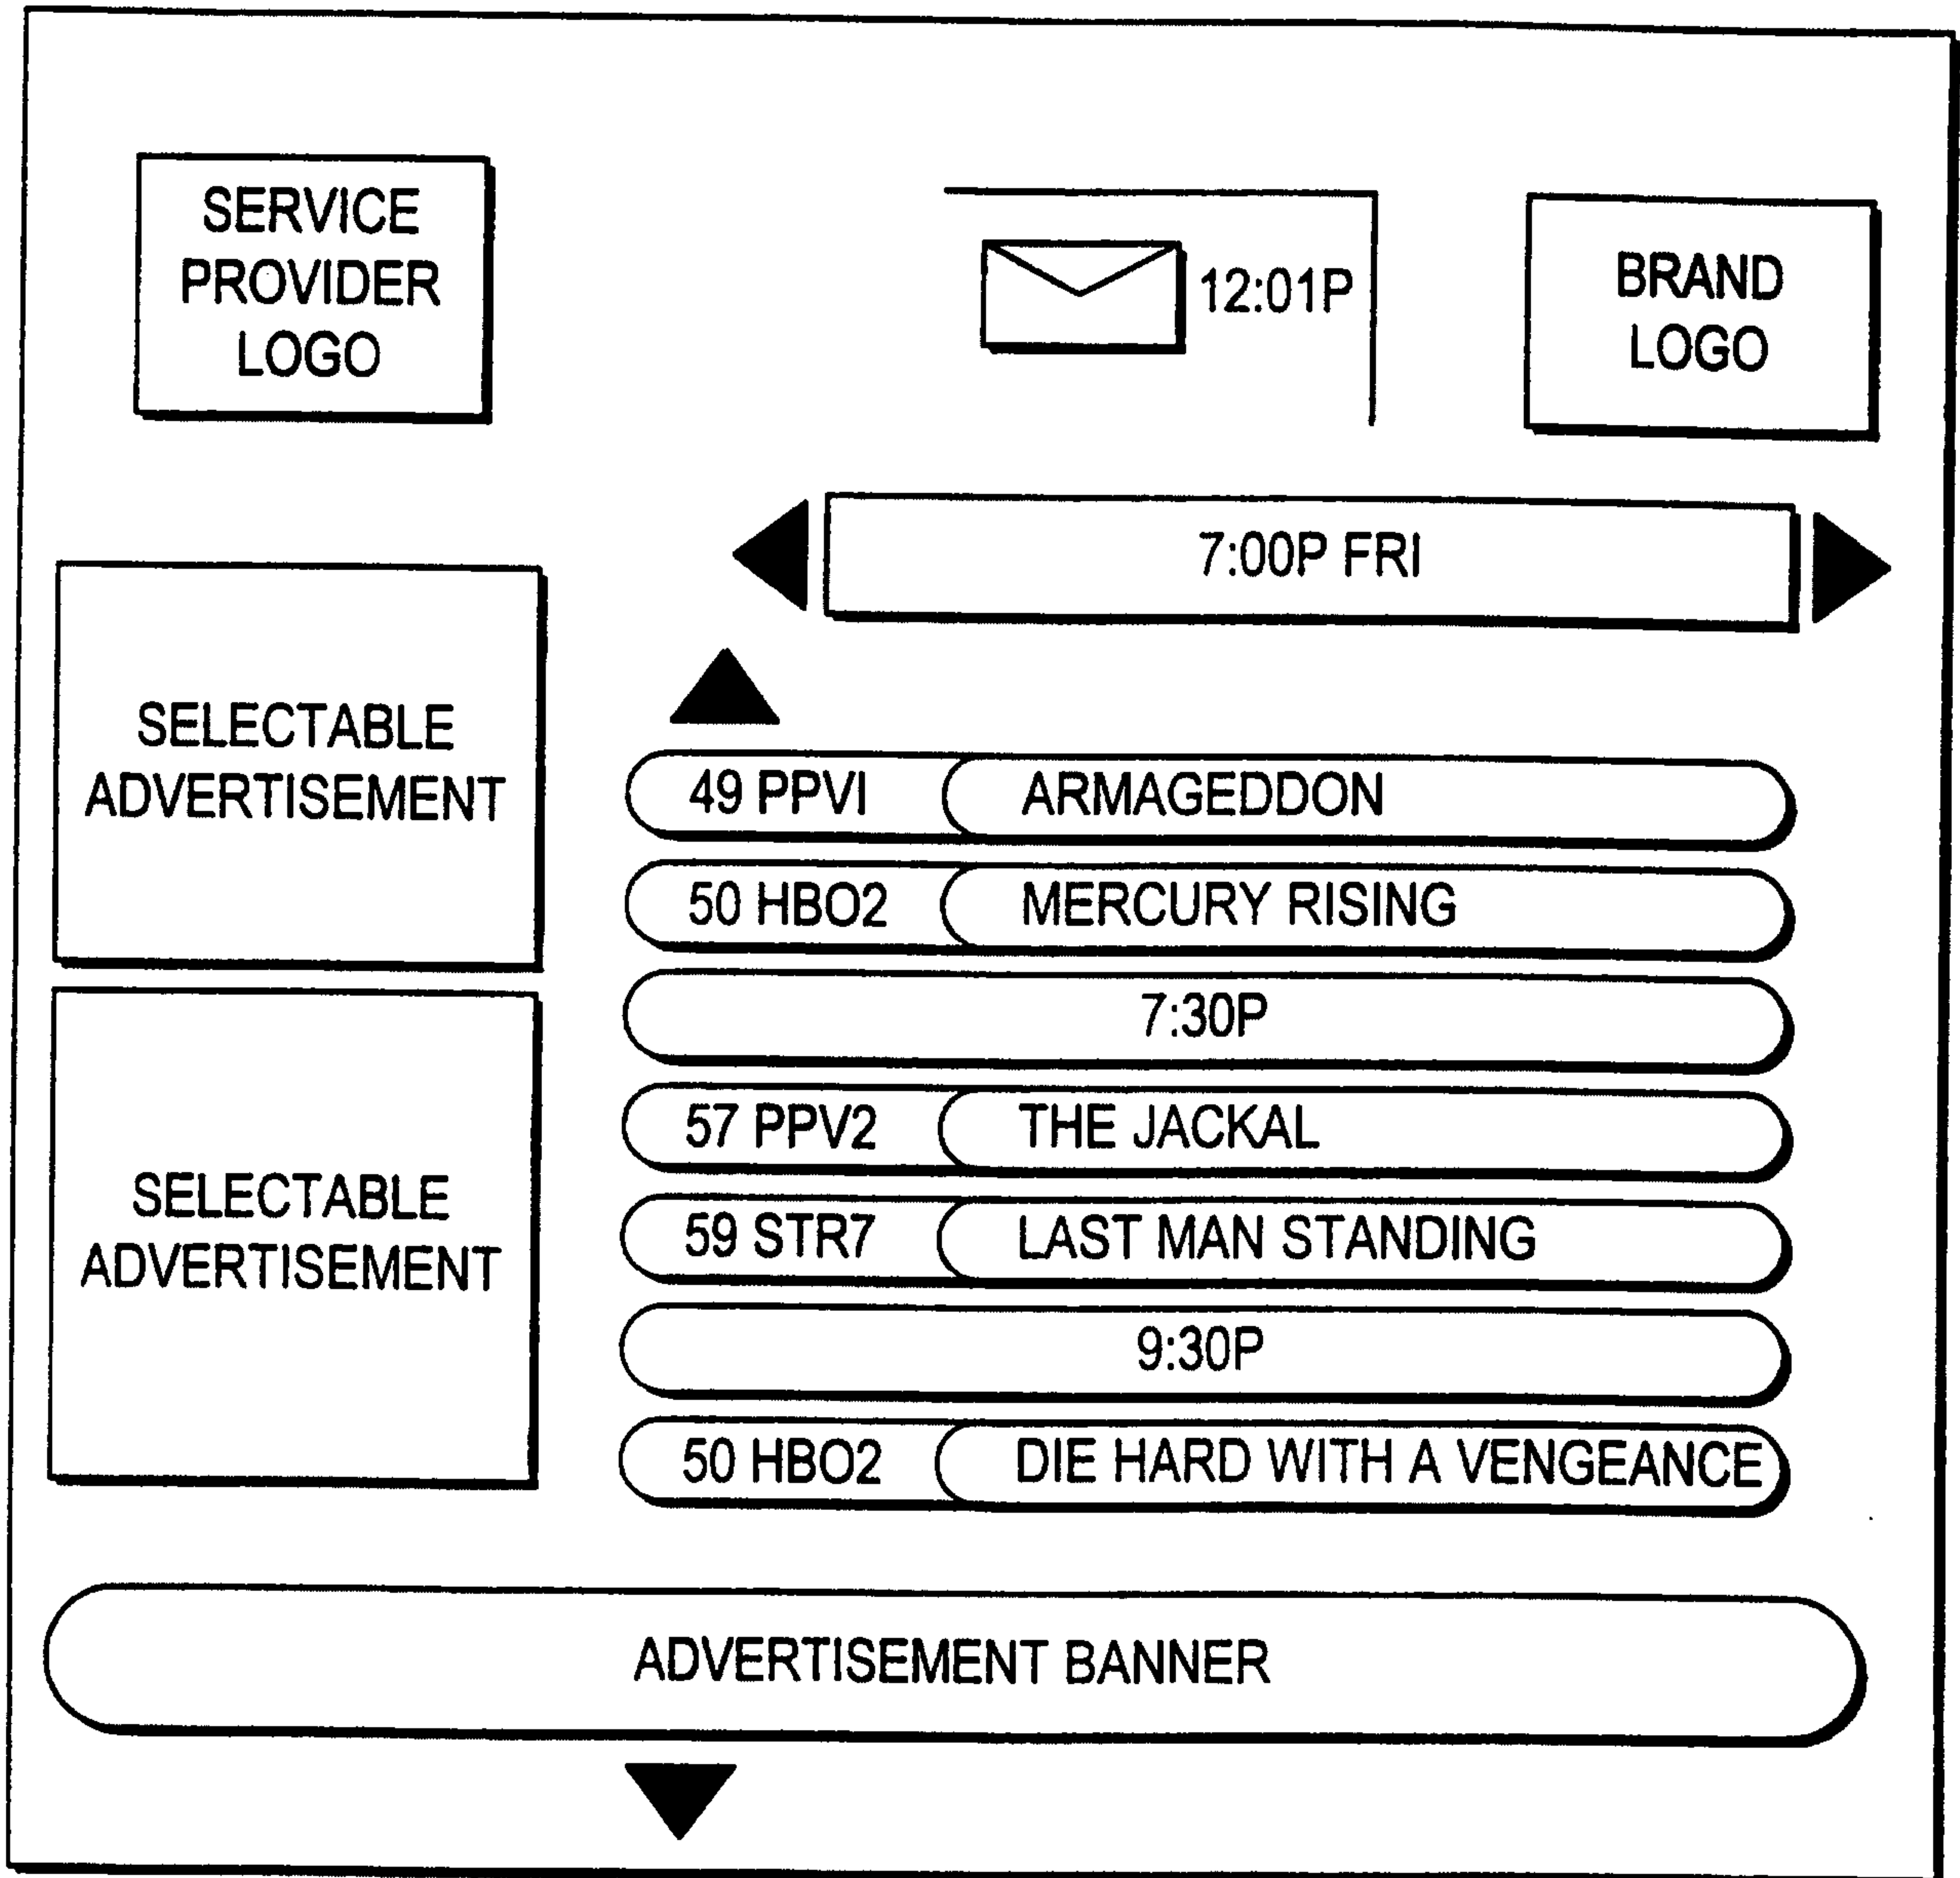 SERVICE
PROVIDER
LOGO
12:01P
BRAND
LOGO
7:00P FRI
SELECTABLE
ADVERTISEMENT
SELECTABLE
ADVERTISEMENT
49 PPVI ARMAGEDDON
50 HBO2 MERCURY RISING
7:30P
57 PPV2 THE JACKAL
59 STR7 LAST MAN STANDING
9:30P
50 HBO2 DIE HARD WITH A VENGEANCE
ADVERTISEMENT BANNER